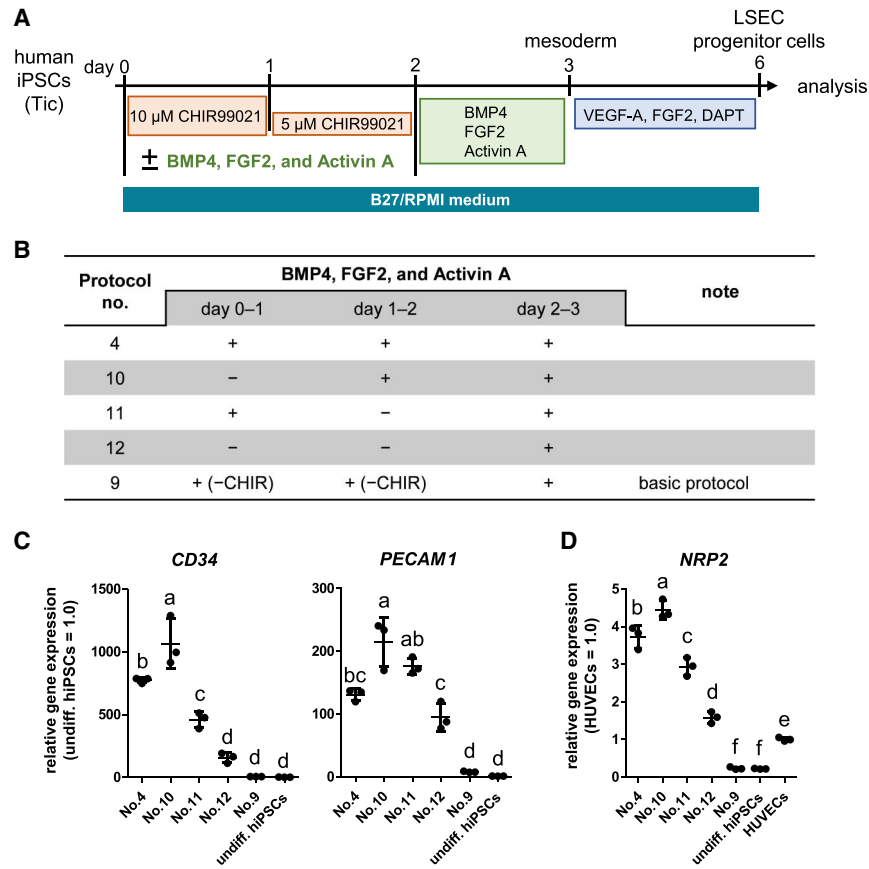 A
human
iPSCs
(Tic)
day
0
1
2
mesoderm
3
LSEC
progenitor cells
6
analysis
10 µM CHIR99021
5 µM CHIR99021
BMP4
FGF2
Activin A
VEGF-A, FGF2, DAPT
± BMP4, FGF2, and Activin A
B27/RPMI medium
B
Protocol no. BMP4, FGF2, and Activin A note
day 0–1 day 1–2 day 2–3
4 + + +
10 − + +
11 + − +
12 − − +
9 + (−CHIR) + (−CHIR) + basic protocol
C
CD34
relative gene expression
(undiff. hiPSCs = 1.0)
1500
1000
500
0
b a c d d d
No.4 No.10 No.11 No.12 No.9 undiff. hiPSCs
PECAM1
300
200
100
0
bc a ab c d d
No.4 No.10 No.11 No.12 No.9 undiff. hiPSCs
D
NRP2
relative gene expression
(HUVECs = 1.0)
5
4
3
2
1
0
b a c d f f e
No.4 No.10 No.11 No.12 No.9 undiff. hiPSCs HUVECs